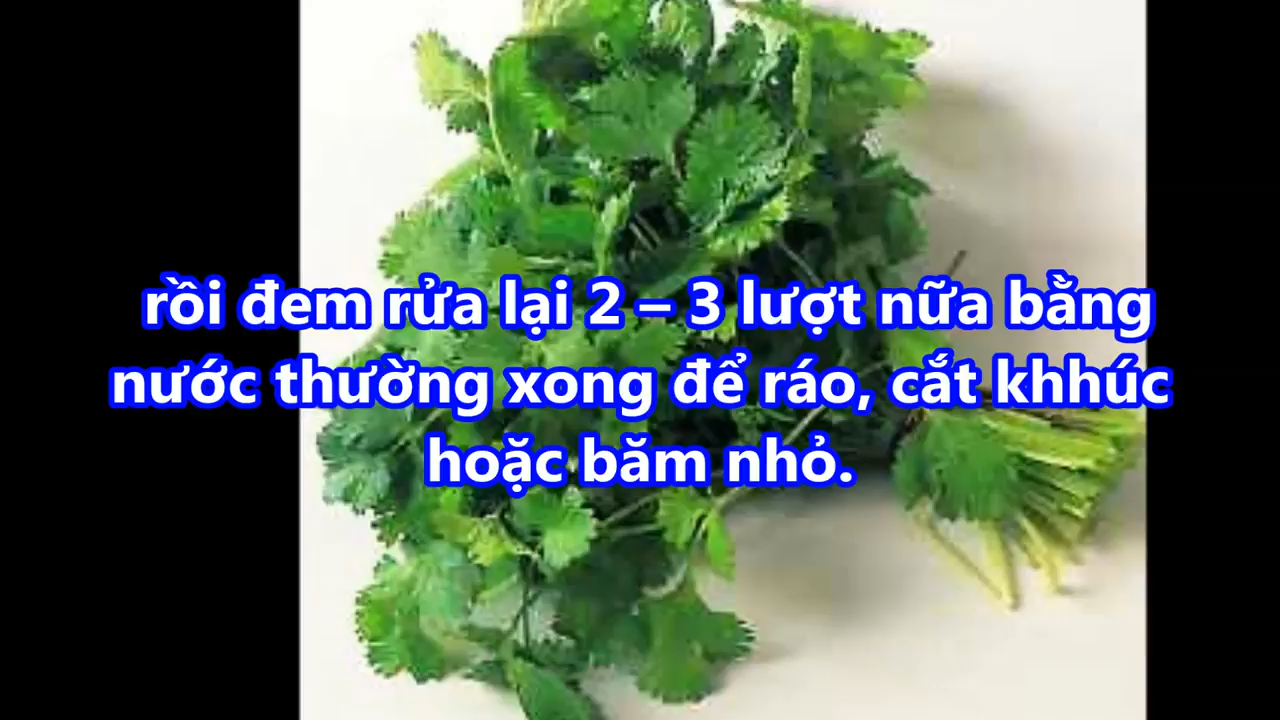 rồi đem rửa lại 2 – 3 lượt nữa bằng
nước thường xong để ráo, cắt khhúc
hoặc băm nhỏ.